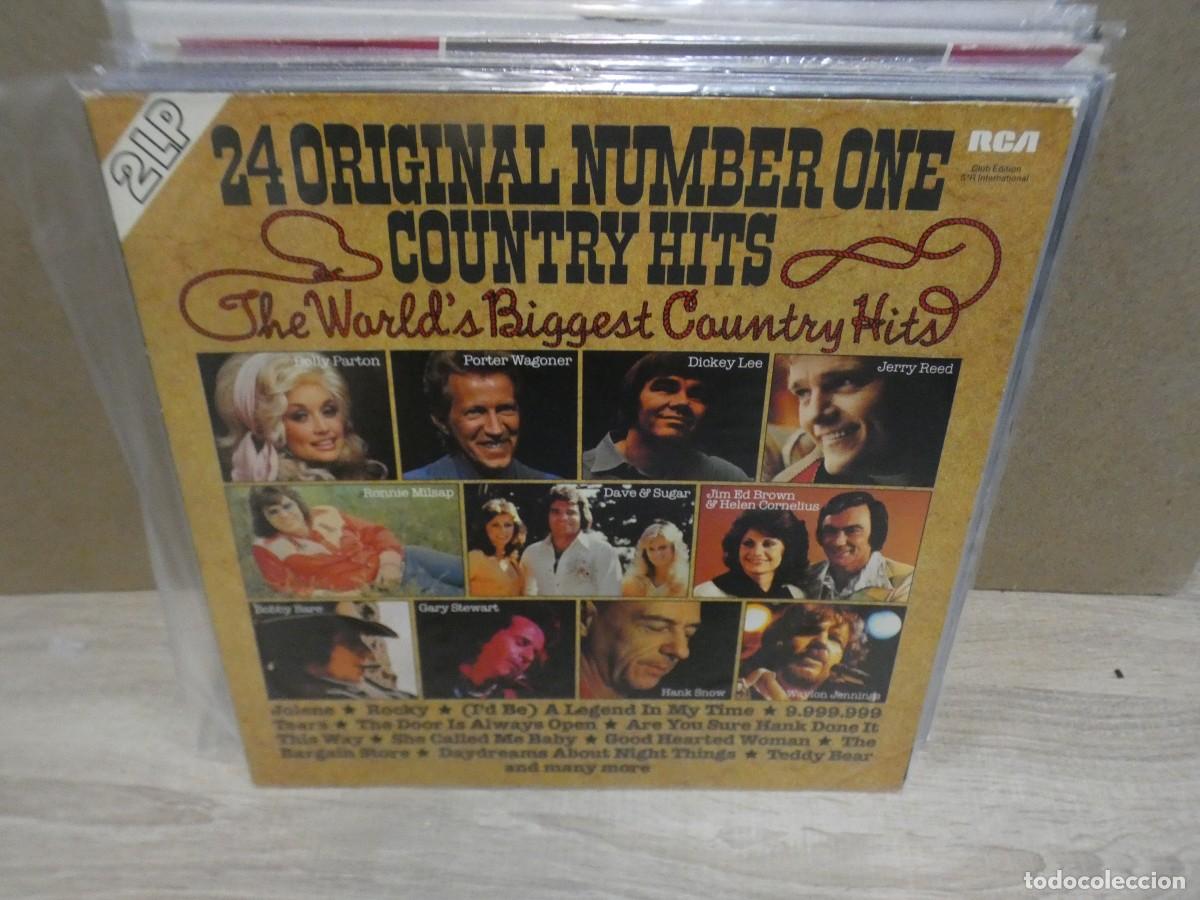 2LP
24 ORIGINAL NUMBER ONE
COUNTRY HITS
The World's Biggest Country Hits
RCA
Club Edition
S*R International
Dolly Parton
Porter Wagoner
Dickey Lee
Jerry Reed
Ronnie Milsap
Dave & Sugar
Jim Ed Brown
& Helen Cornelius
Bobby Bare
Gary Stewart
Hank Snow
Waylon Jennings
Jolene ★ Rocky ★ (I'd Be) A Legend In My Time ★ 9.999.999
Tears ★ The Door Is Always Open ★ Are You Sure Hank Done It
This Way ★ She Called Me Baby ★ Good Hearted Woman ★ The
Bargain Store ★ Daydreams About Night Things ★ Teddy Bear
and many more
todocoleccion